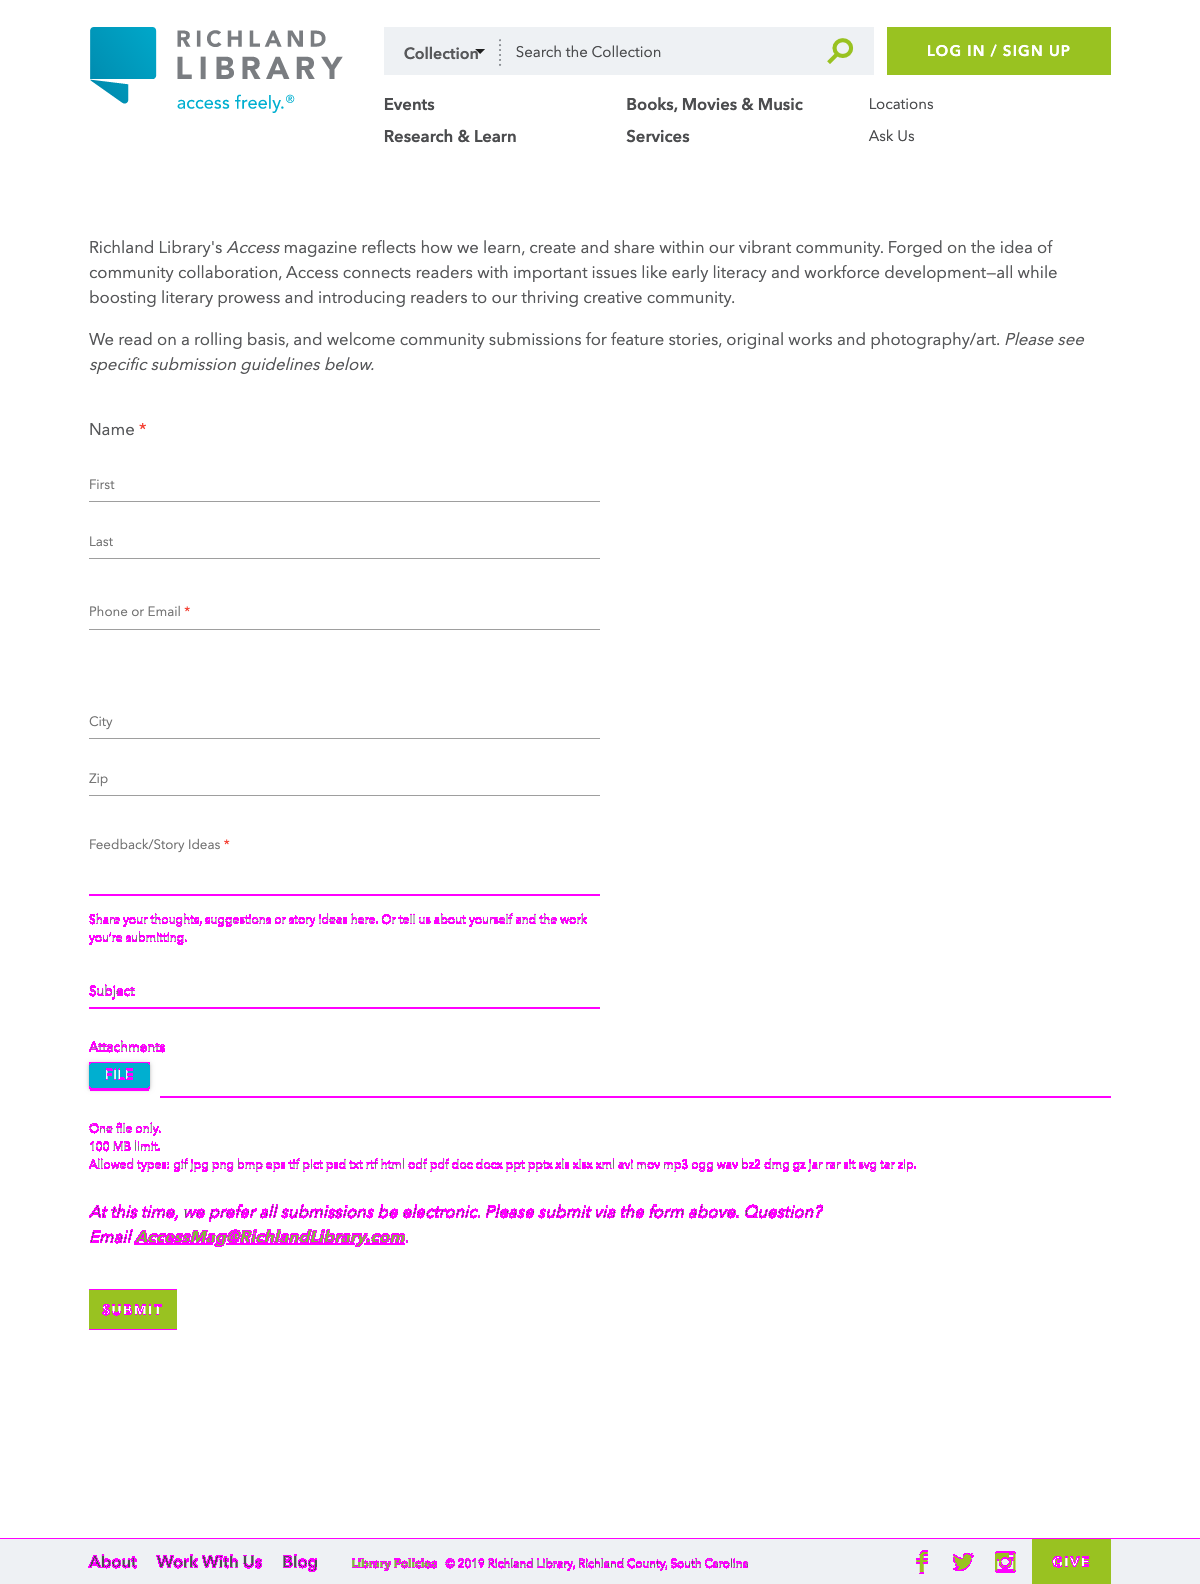 RICHLAND
LIBRARY
access freely.®
Collection
Search the Collection
LOG IN / SIGN UP
Events
Books, Movies & Music
Locations
Research & Learn
Services
Ask Us
Richland Library's Access magazine reflects how we learn, create and share within our vibrant community. Forged on the idea of
community collaboration, Access connects readers with important issues like early literacy and workforce development—all while
boosting literary prowess and introducing readers to our thriving creative community.
We read on a rolling basis, and welcome community submissions for feature stories, original works and photography/art. Please see
specific submission guidelines below.
Name *
First
Last
Phone or Email *
City
Zip
Feedback/Story Ideas *
Share your thoughts, suggestions or story ideas here. Or tell us about yourself and the work
you're submitting.
Subject
Attachments
FILE
One file only.
100 MB limit.
Allowed types: gif jpg png bmp eps tif pict psd txt rtf html odf pdf doc docx ppt pptx xls xlsx xml avi mov mp3 ogg wav bz2 dmg gz jar rar sit svg tar zip.
At this time, we prefer all submissions be electronic. Please submit via the form above. Question?
Email AccessMag@RichlandLibrary.com.
SUBMIT
About Work With Us Blog Library Policies © 2019 Richland Library, Richland County, South Carolina GIVE